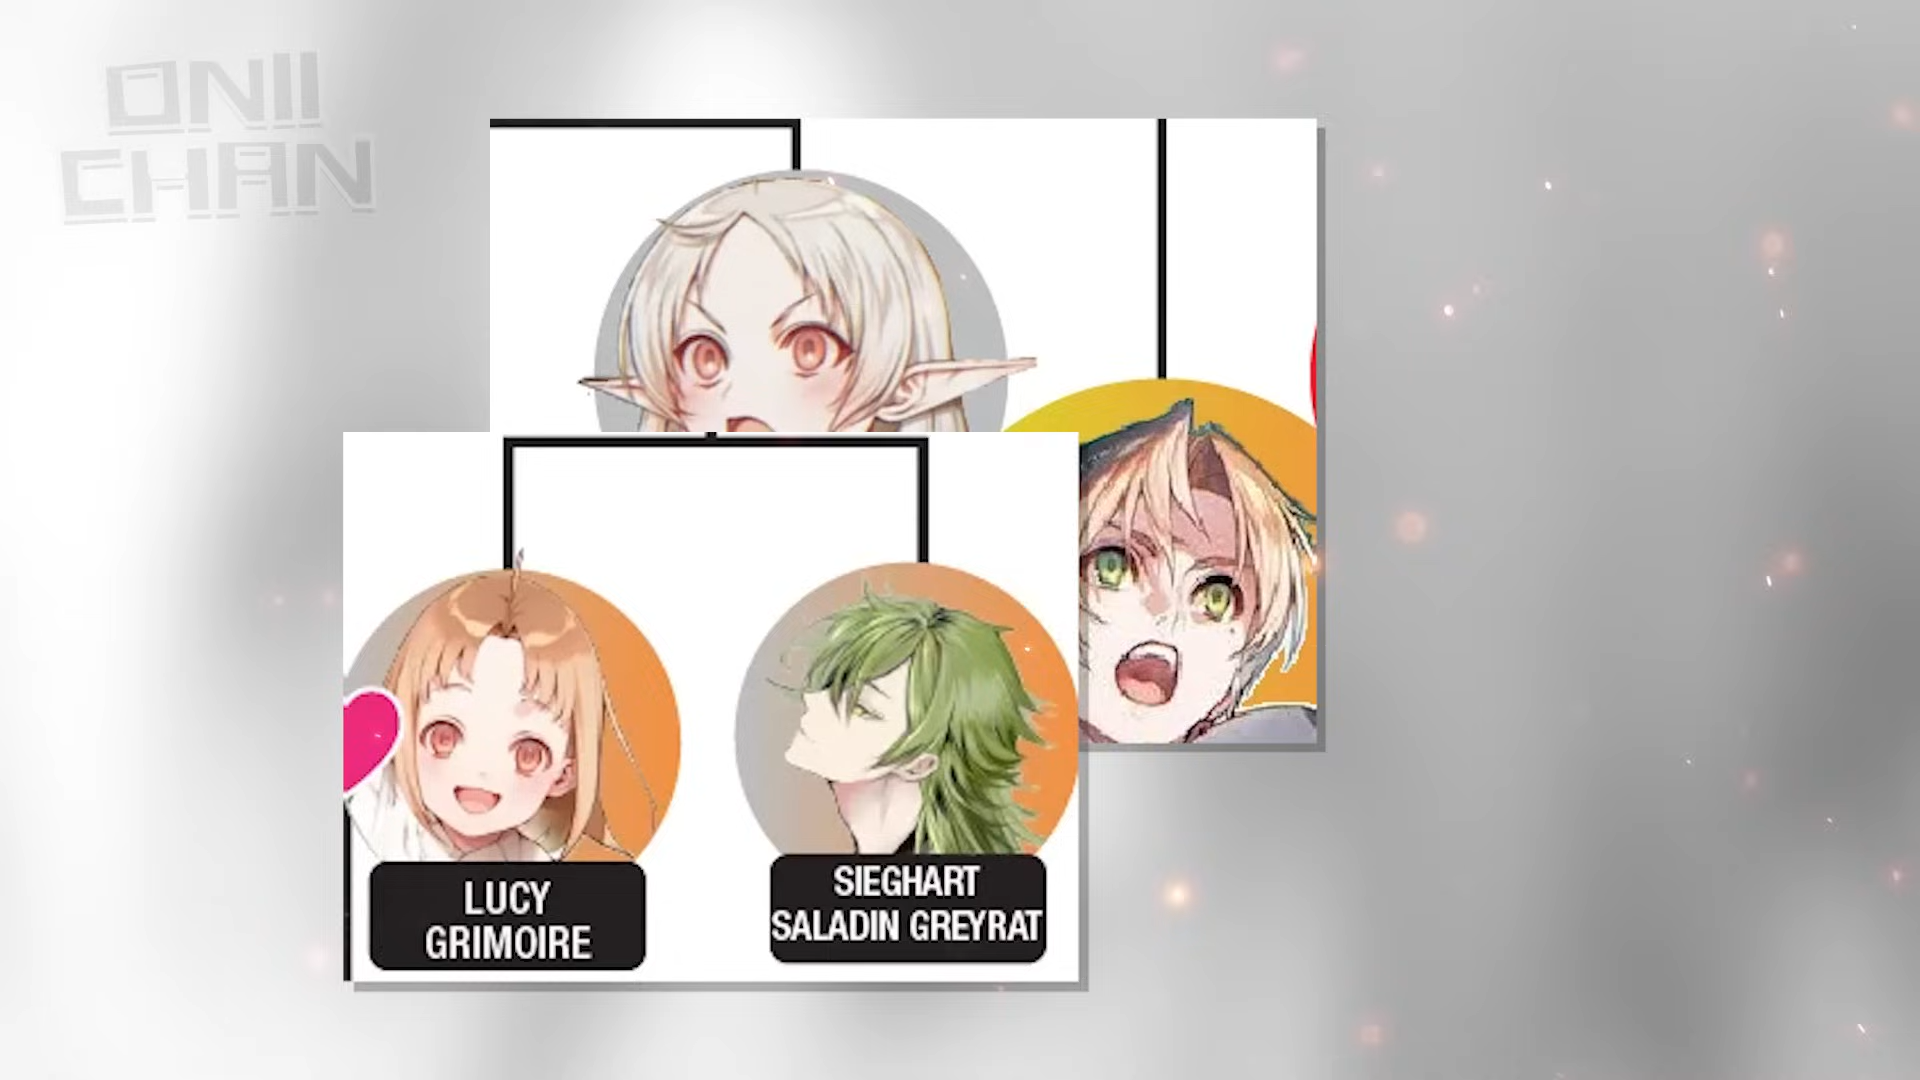 ONII
CHAN
LUCY
GRIMOIRE
SIEGHART
SALADIN GREYRAT